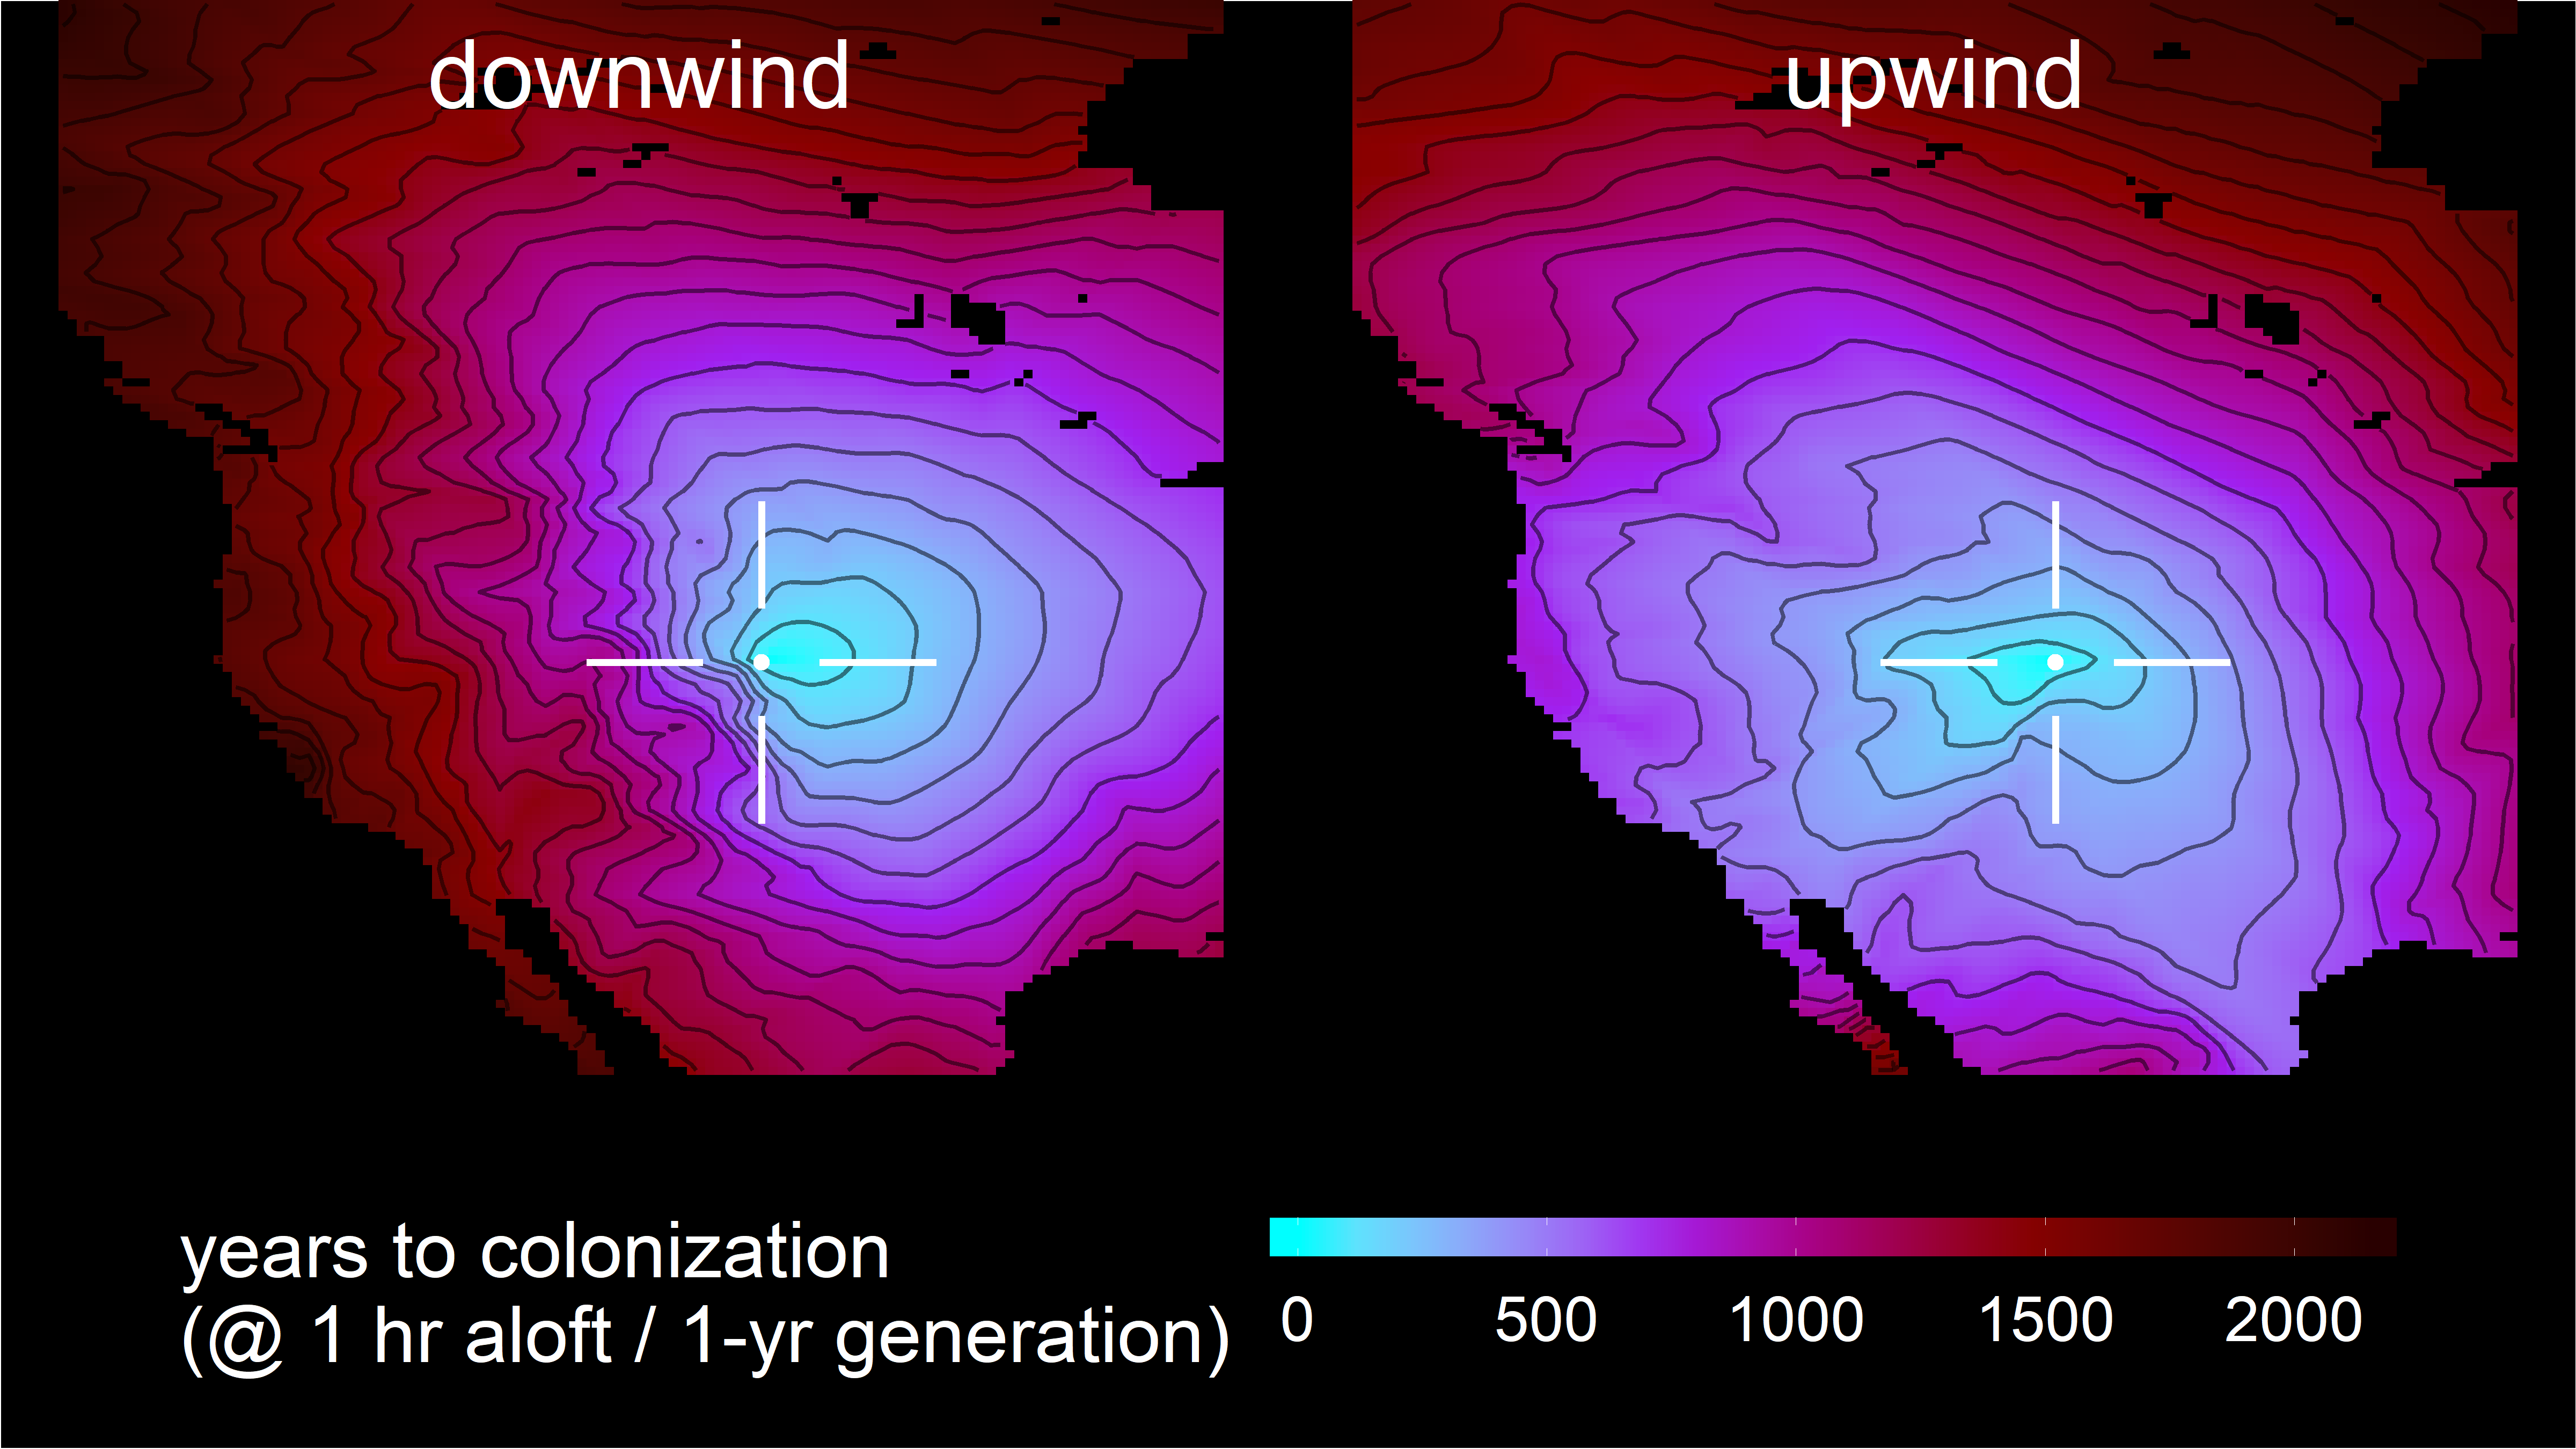 downwind
upwind
years to colonization
(@ 1 hr aloft / 1-yr generation)
0 500 1000 1500 2000